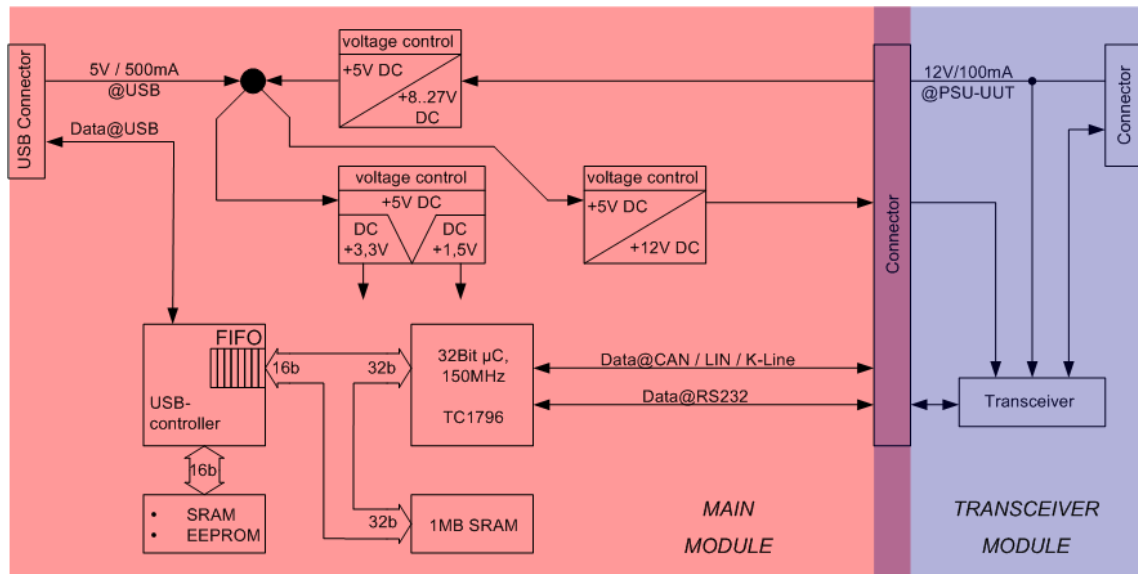 voltage control
+5V DC
+8..27V
DC
5V / 500mA
@USB
12V/100mA
@PSU-UUT
USB Connector
Connector
Data@USB
voltage control
+5V DC
DC
+3,3V
DC
+1,5V
voltage control
+5V DC
+12V DC
Connector
FIFO
16b
32b
USB-
controller
32Bit µC,
150MHz
TC1796
Data@CAN / LIN / K-Line
Data@RS232
Transceiver
16b
• SRAM
• EEPROM
32b
1MB SRAM
MAIN
MODULE
TRANSCEIVER
MODULE